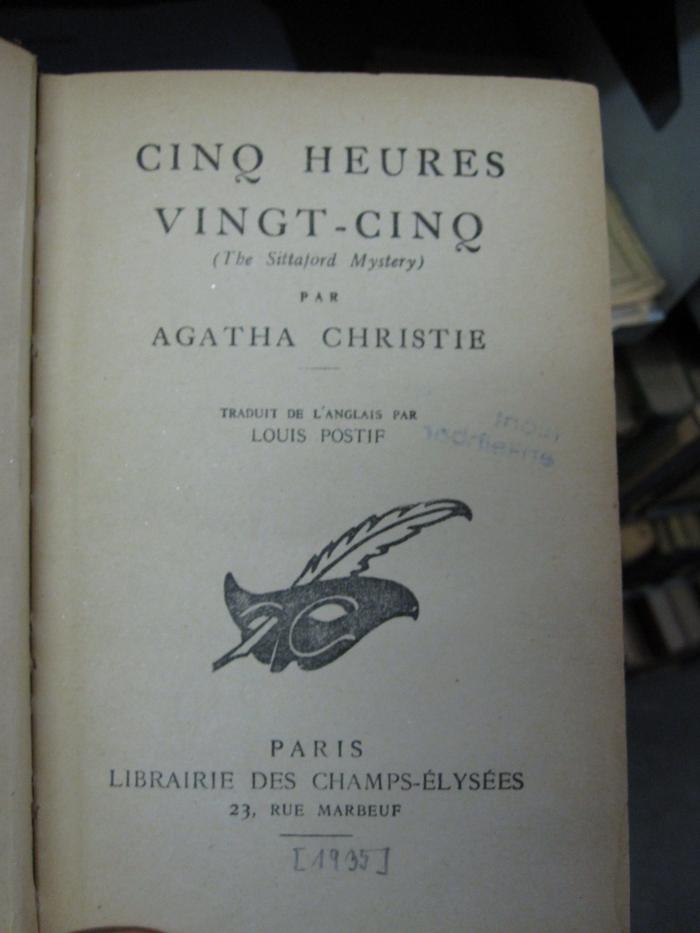 CINQ HEURES
VINGT-CINQ
(The Sittaford Mystery)
PAR
AGATHA CHRISTIE
TRADUIT DE L'ANGLAIS PAR
LOUIS POSTIF
PARIS
LIBRAIRIE DES CHAMPS-ÉLYSÉES
23, RUE MARBEUF
[1935]